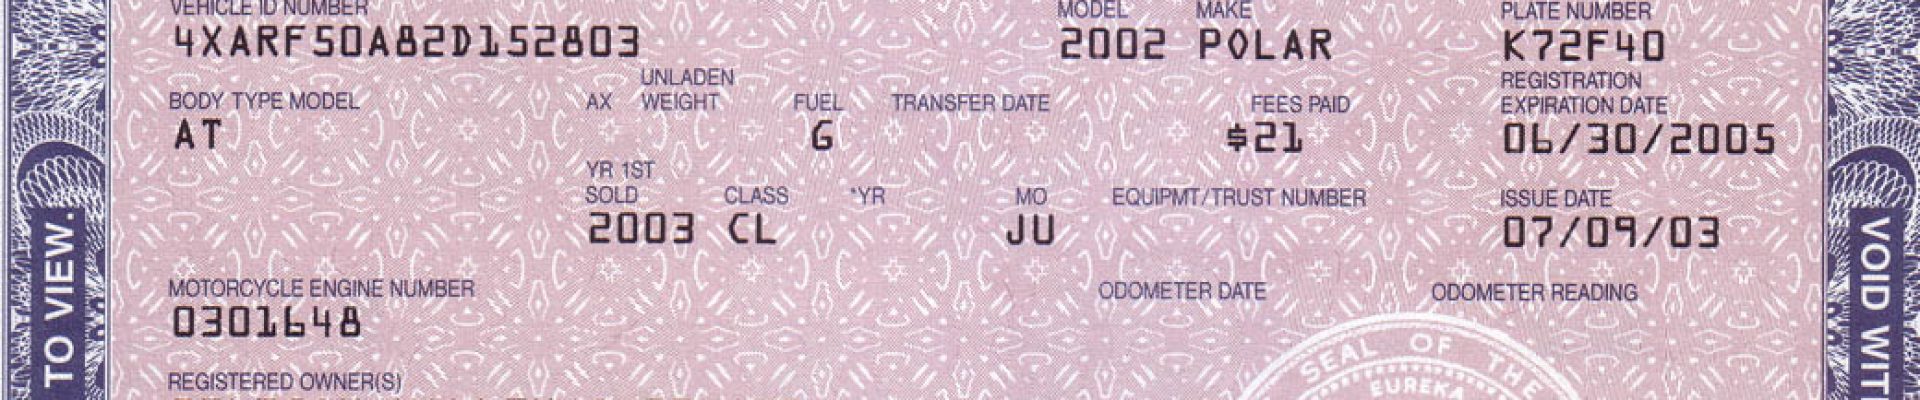 VEHICLE ID NUMBER MODEL MAKE PLATE NUMBER
4XARF50A82D152803 2002 POLAR K72F40
UNLADEN REGISTRATION
BODY TYPE MODEL AX WEIGHT FUEL TRANSFER DATE FEES PAID EXPIRATION DATE
AT G $21 06/30/2005
YR 1ST
SOLD CLASS *YR MO EQUIPMT/TRUST NUMBER ISSUE DATE
2003 CL JU 07/09/03
MOTORCYCLE ENGINE NUMBER ODOMETER DATE ODOMETER READING
0301648
REGISTERED OWNER(S)
SEAL OF THE
EUREKA
TO VIEW.
VOID WIT